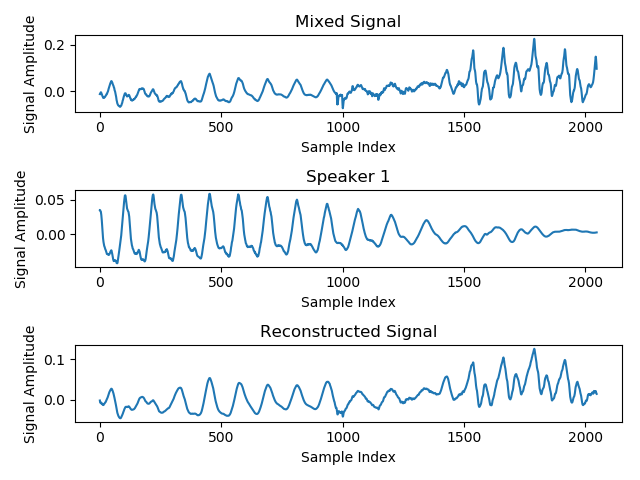 Mixed Signal
Signal Amplitude
0.2
0.0
0 500 1000 1500 2000
Sample Index
Speaker 1
Signal Amplitude
0.05
0.00
0 500 1000 1500 2000
Sample Index
Reconstructed Signal
Signal Amplitude
0.1
0.0
0 500 1000 1500 2000
Sample Index